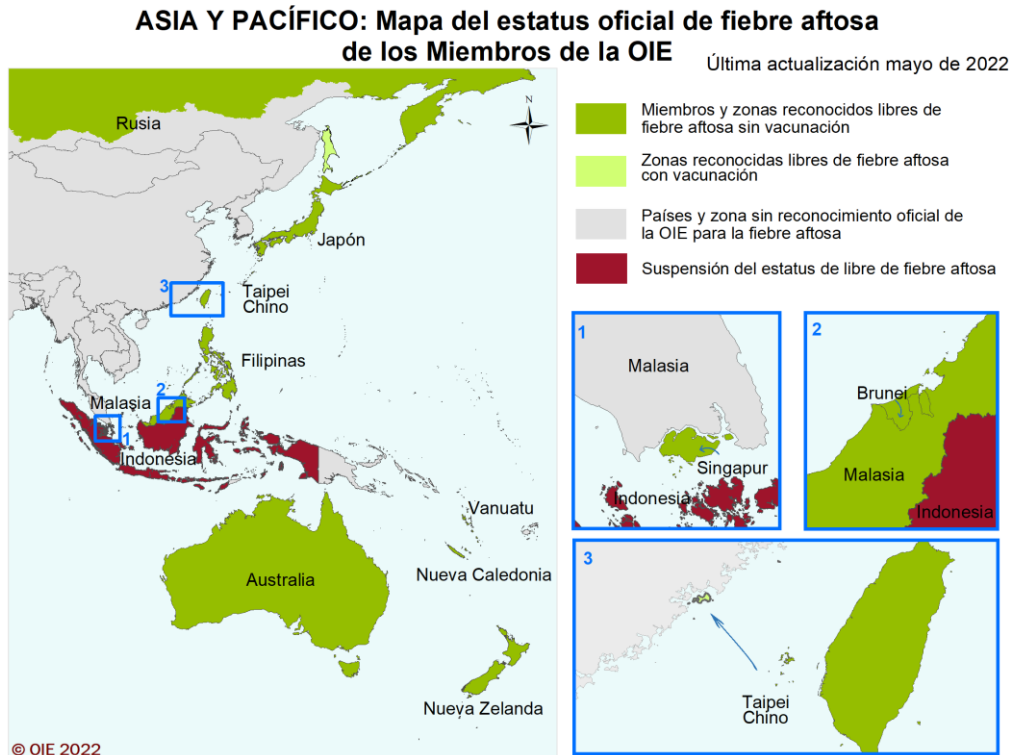 ASIA Y PACÍFICO: Mapa del estatus oficial de fiebre aftosa
de los Miembros de la OIE
Última actualización mayo de 2022
N
Miembros y zonas reconocidos libres de
fiebre aftosa sin vacunación
Zonas reconocidas libres de fiebre aftosa
con vacunación
Países y zona sin reconocimiento oficial de
la OIE para la fiebre aftosa
Suspensión del estatus de libre de fiebre aftosa
Rusia
Japón
3
Taipei
Chino
Filipinas
2
Malasia
1
Indonesia
Vanuatu
Nueva Caledonia
Australia
Nueva Zelanda
1
Malasia
Singapur
Indonesia
2
Brunei
Malasia
Indonesia
3
Taipei
Chino
© OIE 2022